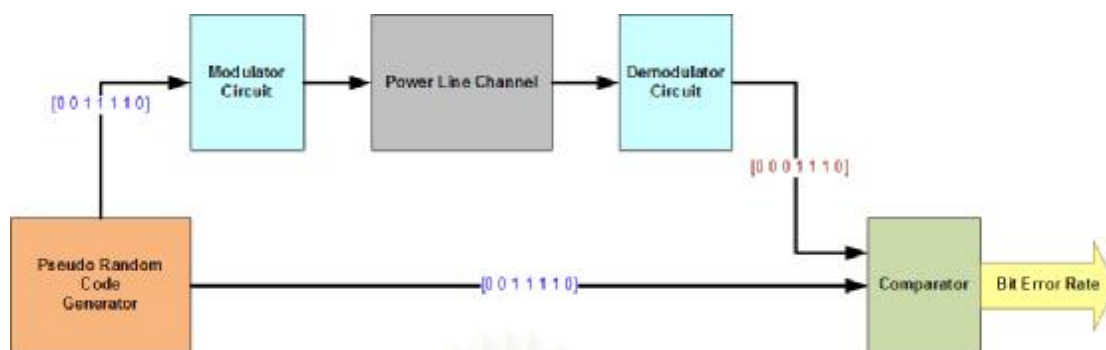 Modulator
Circuit
Power Line Channel
Demodulator
Circuit
[0 0 1 1 1 1 0]
[0 0 0 1 1 1 0]
Pseudo Random
Code
Generator
[0 0 1 1 1 1 0]
Comparator
Bit Error Rate